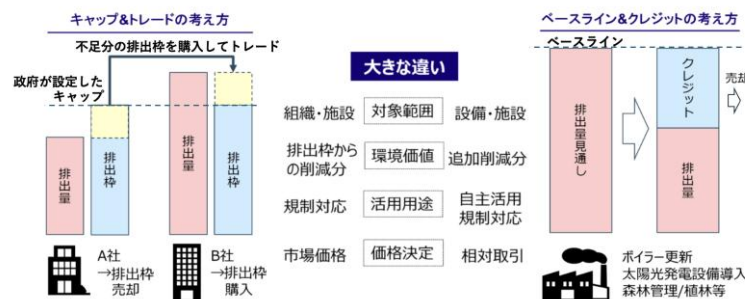 キャップ&トレードの考え方
不足分の排出枠を購入してトレード
政府が設定した
キャップ
排出量
排出枠
排出量
排出枠
A社
→排出枠
売却
B社
→排出枠
購入
大きな違い
組織・施設 対象範囲 設備・施設
排出枠から
の削減分
環境価値
追加削減分
規制対応
活用用途
自主活用
規制対応
市場価格 価格決定 相対取引
ベースライン&クレジットの考え方
ベースライン
排出量見通し
クレジット
売却
排出量
ボイラー更新
太陽光発電設備導入
森林管理/植林等